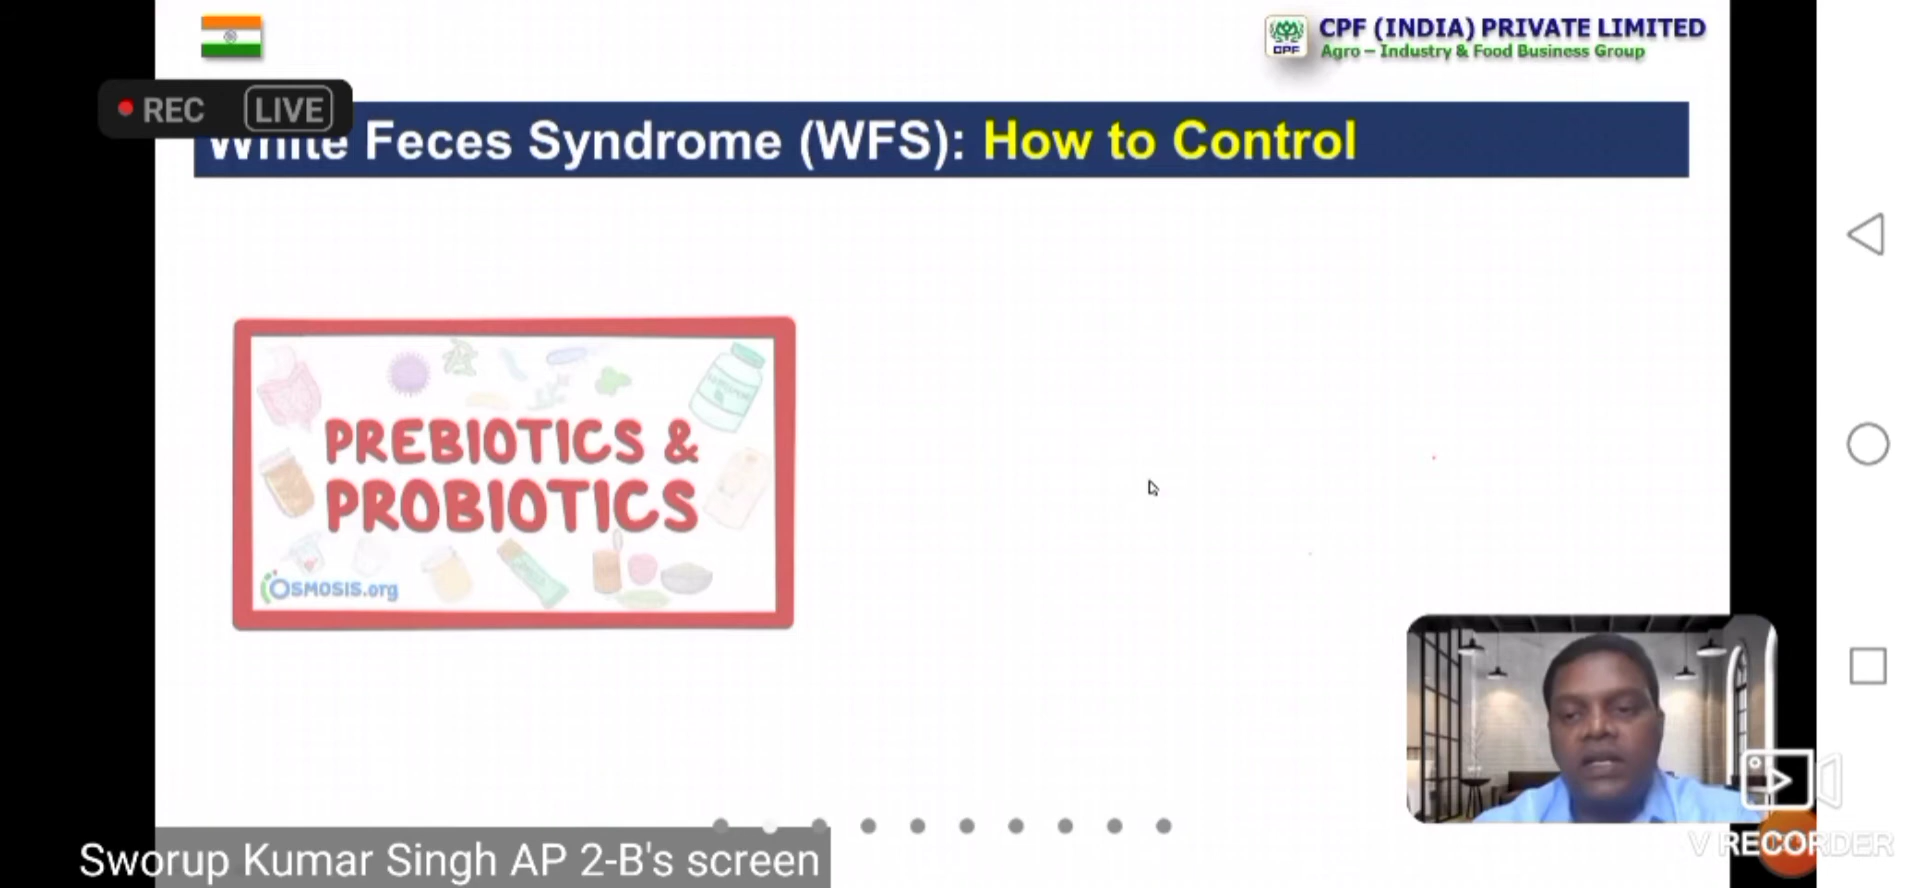 CPF (INDIA) PRIVATE LIMITED
CPF
Agro – Industry & Food Business Group
REC LIVE
White Feces Syndrome (WFS): How to Control
PREBIOTICS &
PROBIOTICS
OSMOSIS.org
V RECORDER
Sworup Kumar Singh AP 2-B's screen